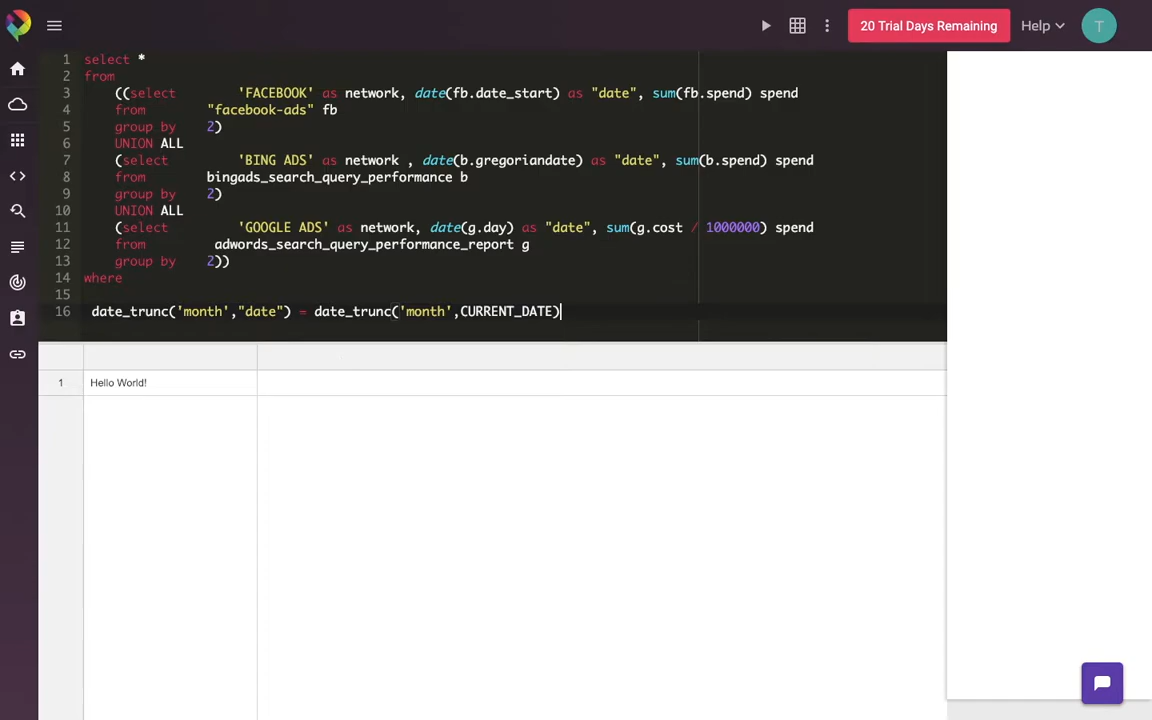 20 Trial Days Remaining
Help
T
1 select *
2 from
3 ((select 'FACEBOOK' as network, date(fb.date_start) as "date", sum(fb.spend) spend
4 from "facebook-ads" fb
5 group by 2)
6 UNION ALL
7 (select 'BING ADS' as network , date(b.gregoriandate) as "date", sum(b.spend) spend
8 from bingads_search_query_performance b
9 group by 2)
10 UNION ALL
11 (select 'GOOGLE ADS' as network, date(g.day) as "date", sum(g.cost / 1000000) spend
12 from adwords_search_query_performance_report g
13 group by 2))
14 where
15
16 date_trunc('month',"date") = date_trunc('month',CURRENT_DATE)
1 Hello World!